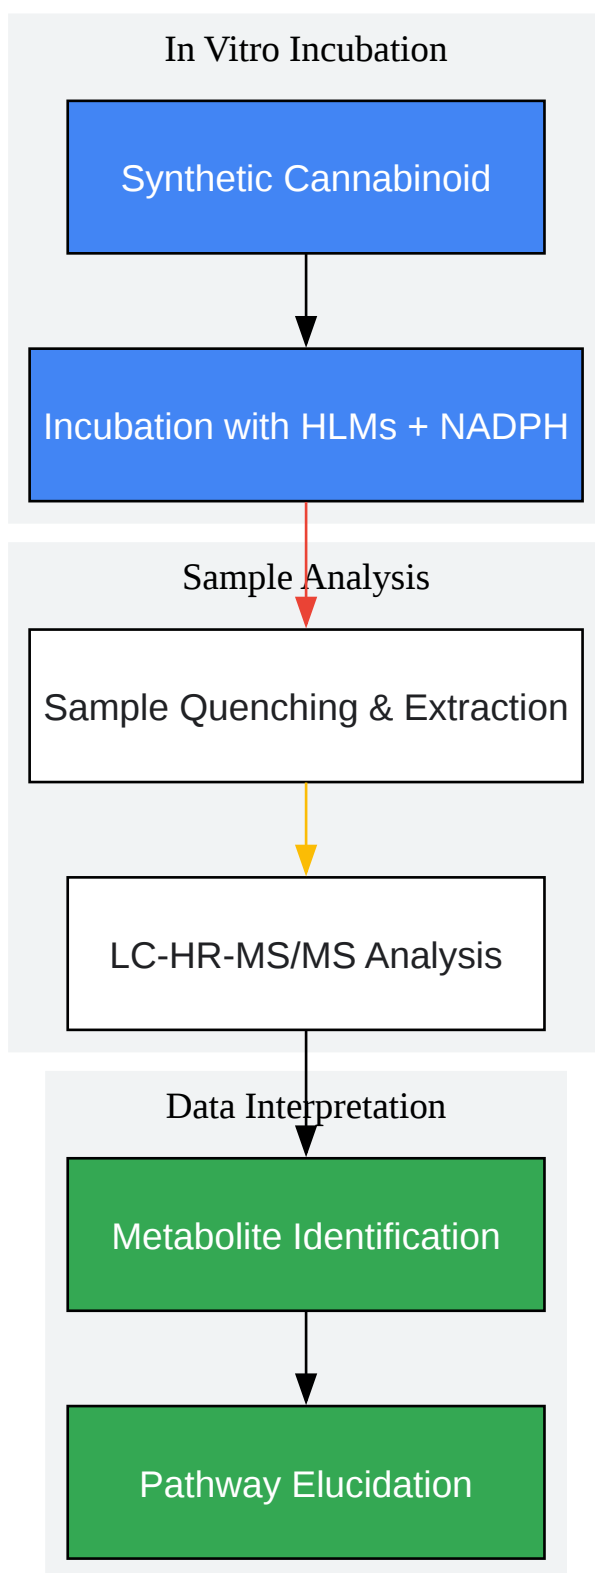 In Vitro Incubation
Synthetic Cannabinoid
Incubation with HLMs + NADPH
Sample Analysis
Sample Quenching & Extraction
LC-HR-MS/MS Analysis
Data Interpretation
Metabolite Identification
Pathway Elucidation